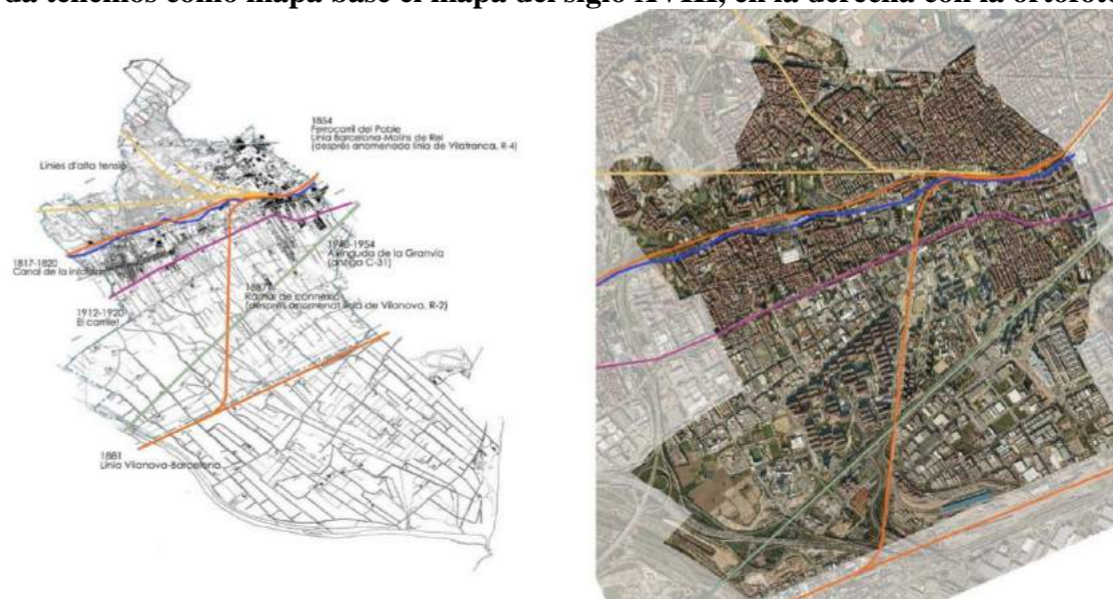 da tenemos como mapa base el mapa del siglo XVIII, en la derecha con la ortofoto
1854
Ferrocarril del Poble
Línia Barcelona-Molins de Rei
(després anomenada línia de Vilafranca, R-4)
Línies d'alta tensió
1817-1820
Canal de la Infanta
1940-1954
Avinguda de la Granvia
(antiga C-31)
1887
Ramal de connexió
(després anomenat línia de Vilanova, R-2)
1912-1920
El carrilet
1881
Línia Vilanova-Barcelona